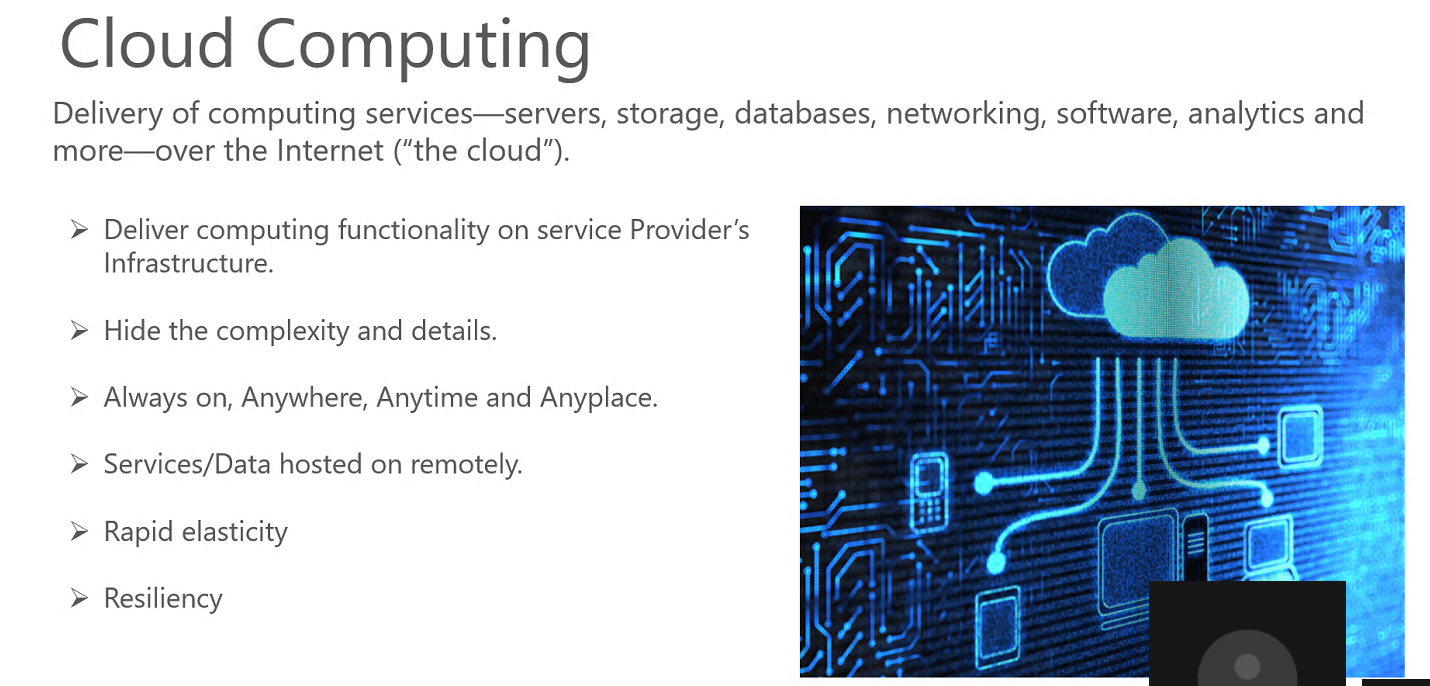 Cloud Computing
Delivery of computing services—servers, storage, databases, networking, software, analytics and
more—over the Internet (“the cloud”).
Deliver computing functionality on service Provider’s
Infrastructure.
Hide the complexity and details.
Always on, Anywhere, Anytime and Anyplace.
Services/Data hosted on remotely.
Rapid elasticity
Resiliency